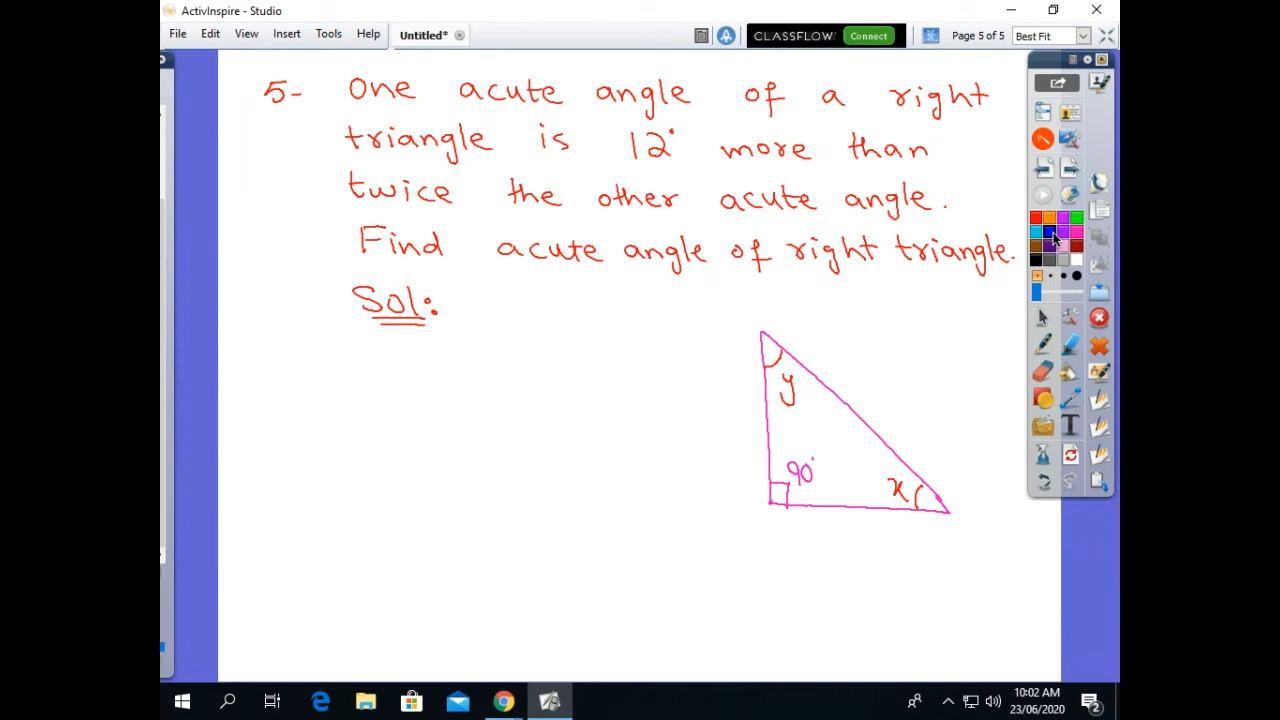 ActivInspire - Studio
File Edit View Insert Tools Help Untitled* CLASSFLOW Connect Page 5 of 5 Best Fit
5- One acute angle of a right
triangle is 12° more than
twice the other acute angle.
Find acute angle of right triangle.
Sol:
y
90°
x
10:02 AM
23/06/2020
2